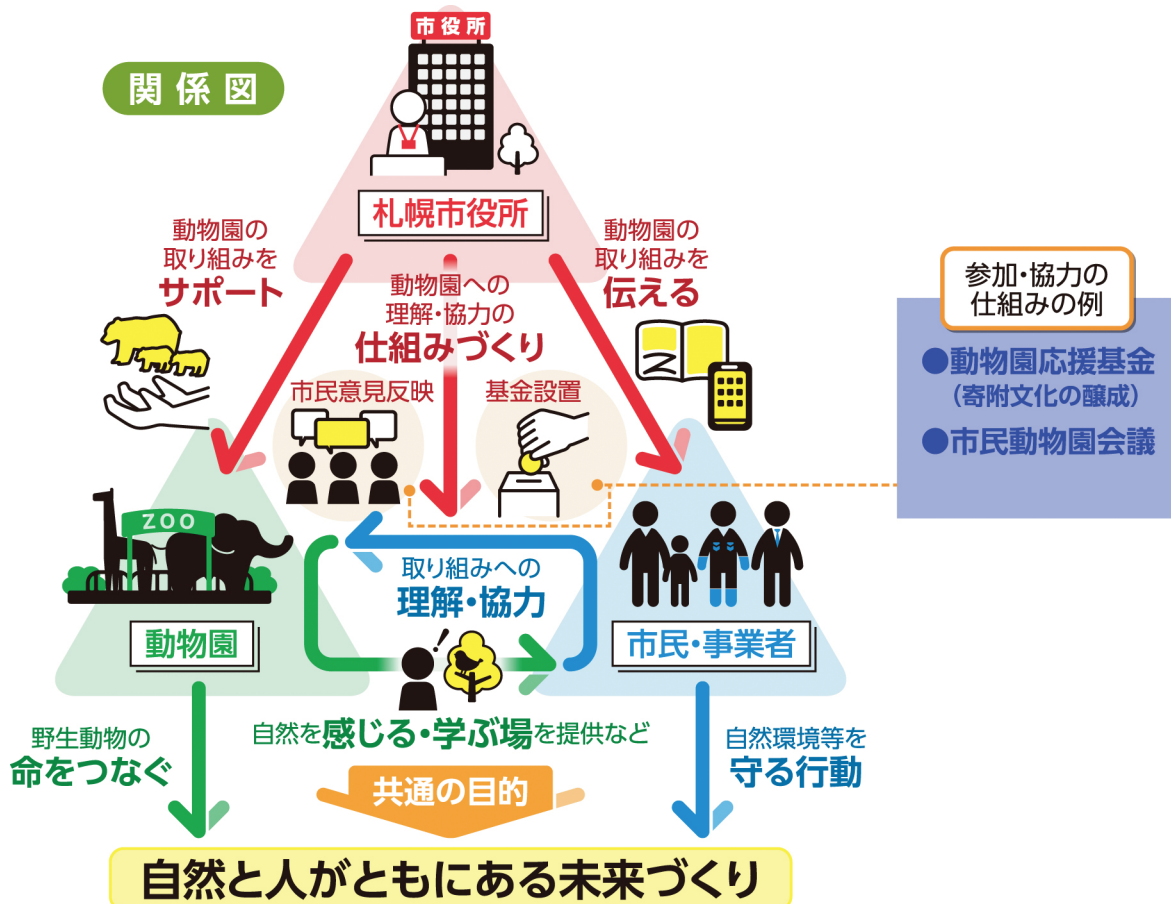 市役所
関係図
札幌市役所
動物園の
取り組みを
サポート
動物園への
理解・協力の
仕組みづくり
動物園の
取り組みを
伝える
市民意見反映
基金設置
参加・協力の
仕組みの例
●動物園応援基金
(寄附文化の醸成)
●市民動物園会議
ZOO
動物園
取り組みへの
理解・協力
市民・事業者
自然を感じる・学ぶ場を提供など
野生動物の
命をつなぐ
自然環境等を
守る行動
共通の目的
自然と人がともにある未来づくり